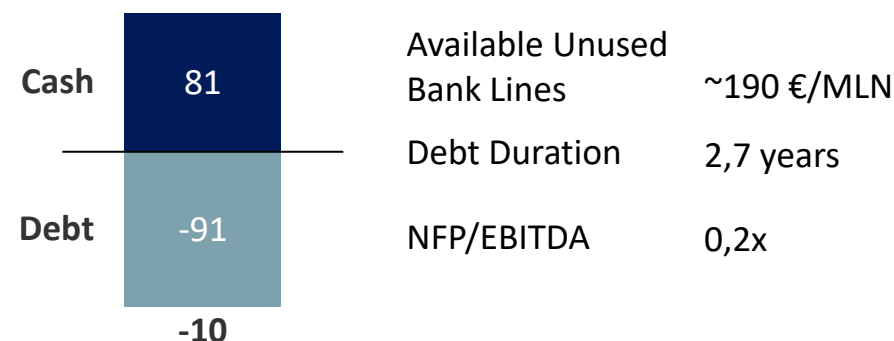 Cash
81
Debt
-91
-10
Available Unused
Bank Lines
~190 €/MLN
Debt Duration
2,7 years
NFP/EBITDA
0,2x